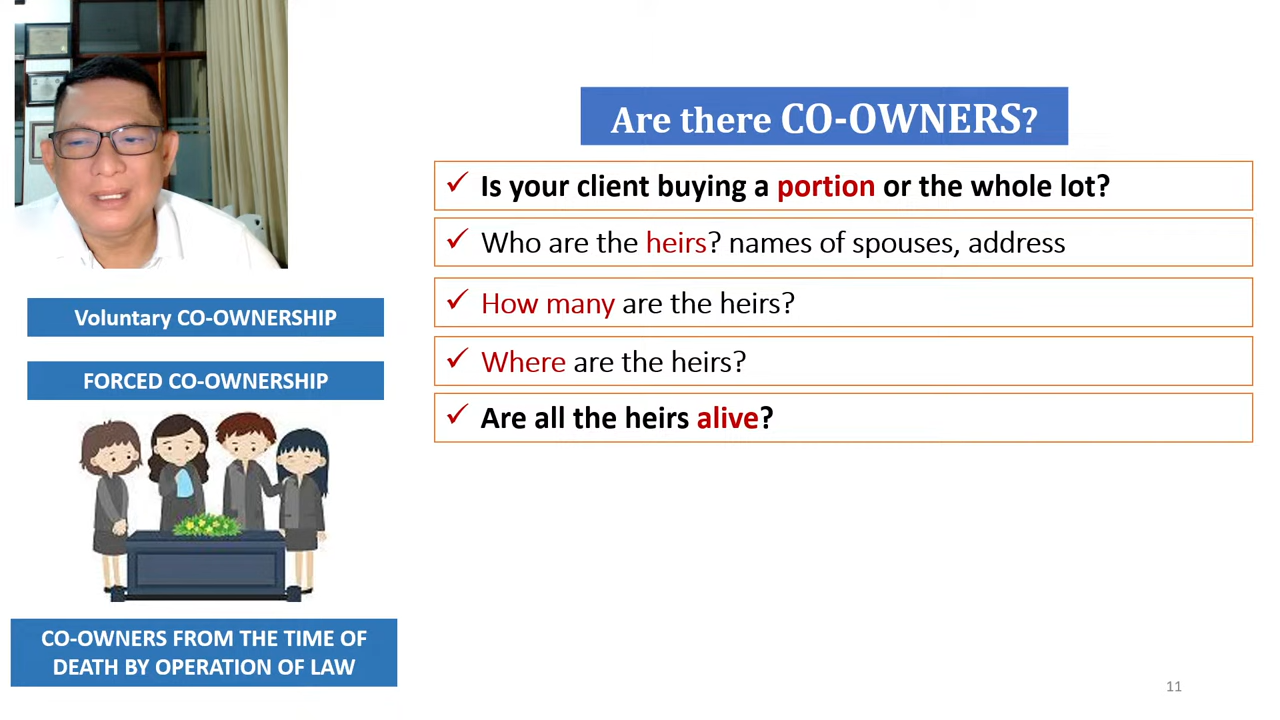 Are there CO-OWNERS?
✓ Is your client buying a portion or the whole lot?
✓ Who are the heirs? names of spouses, address
✓ How many are the heirs?
✓ Where are the heirs?
✓ Are all the heirs alive?
Voluntary CO-OWNERSHIP
FORCED CO-OWNERSHIP
CO-OWNERS FROM THE TIME OF
DEATH BY OPERATION OF LAW
11